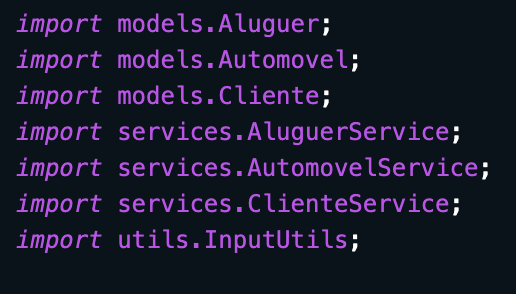 import models.Aluguer;
import models.Automovel;
import models.Cliente;
import services.AluguerService;
import services.AutomovelService;
import services.ClienteService;
import utils.InputUtils;